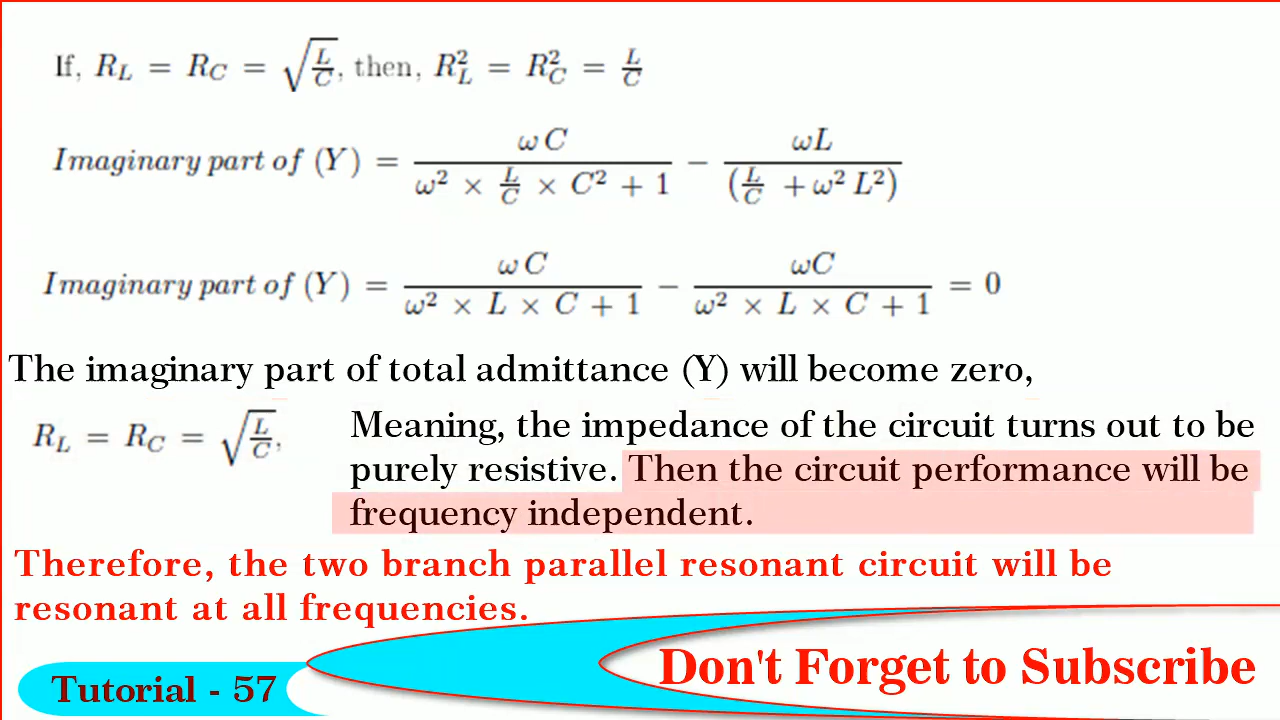 If, R_L = R_C = √(L/C), then, R_L² = R_C² = L/C
Imaginary part of (Y) = ωC / (ω² × L/C × C² + 1) − ωL / (L/C + ω² L²)
Imaginary part of (Y) = ωC / (ω² × L × C + 1) − ωC / (ω² × L × C + 1) = 0
The imaginary part of total admittance (Y) will become zero,
R_L = R_C = √(L/C),
Meaning, the impedance of the circuit turns out to be
purely resistive. Then the circuit performance will be
frequency independent.
Therefore, the two branch parallel resonant circuit will be
resonant at all frequencies.
Don't Forget to Subscribe
Tutorial - 57